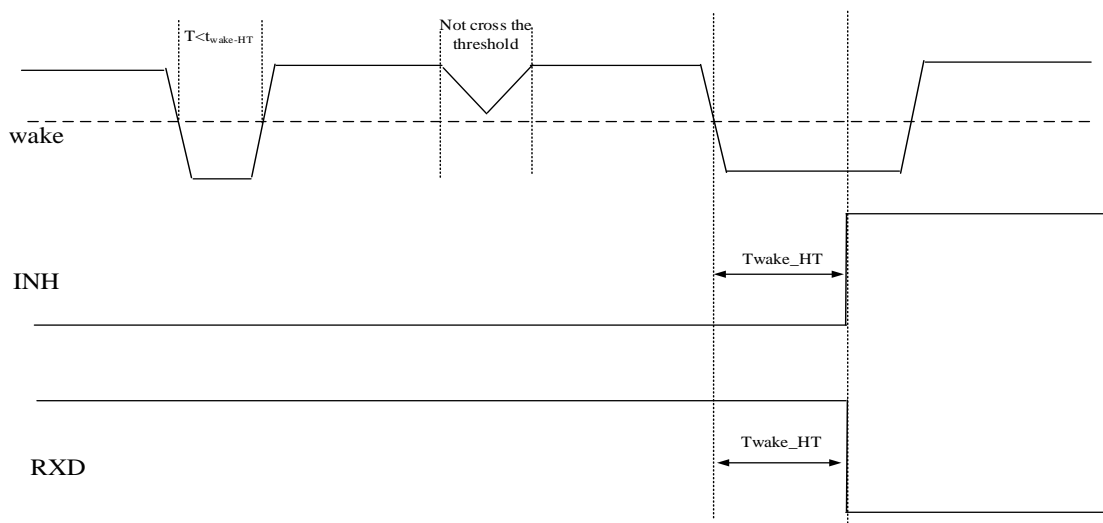 T<twake-HT
Not cross the
threshold
wake
Twake_HT
INH
Twake_HT
RXD